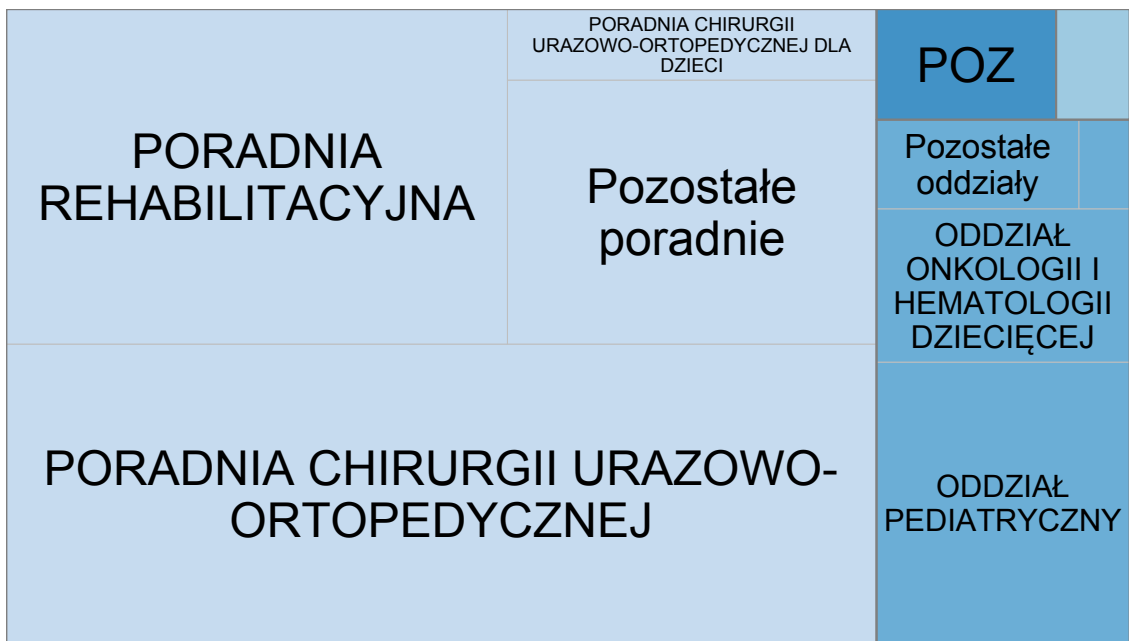 PORADNIA
REHABILITACYJNA
PORADNIA CHIRURGII
URAZOWO-ORTOPEDYCZNEJ DLA
DZIECI
Pozostałe
poradnie
PORADNIA CHIRURGII URAZOWO-
ORTOPEDYCZNEJ
POZ
Pozostałe
oddziały
ODDZIAŁ
ONKOLOGII I
HEMATOLOGII
DZIECIĘCEJ
ODDZIAŁ
PEDIATRYCZNY